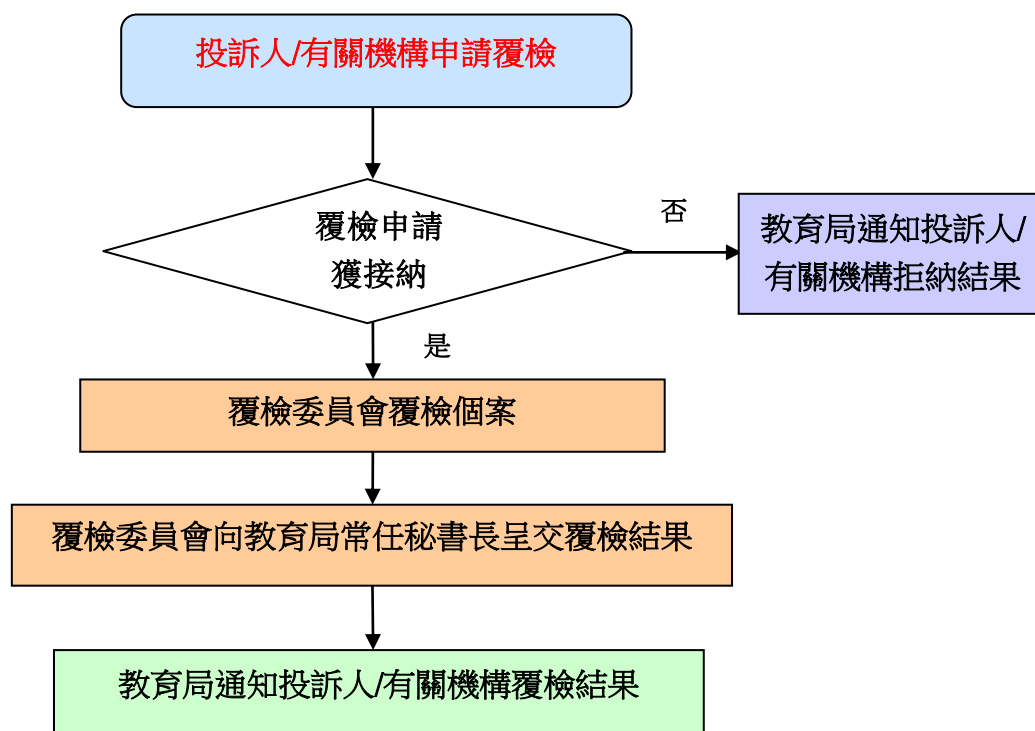 投訴人/有關機構申請覆檢
覆檢申請
獲接納
否
教育局通知投訴人/
有關機構拒納結果
是
覆檢委員會覆檢個案
覆檢委員會向教育局常任秘書長呈交覆檢結果
教育局通知投訴人/有關機構覆檢結果